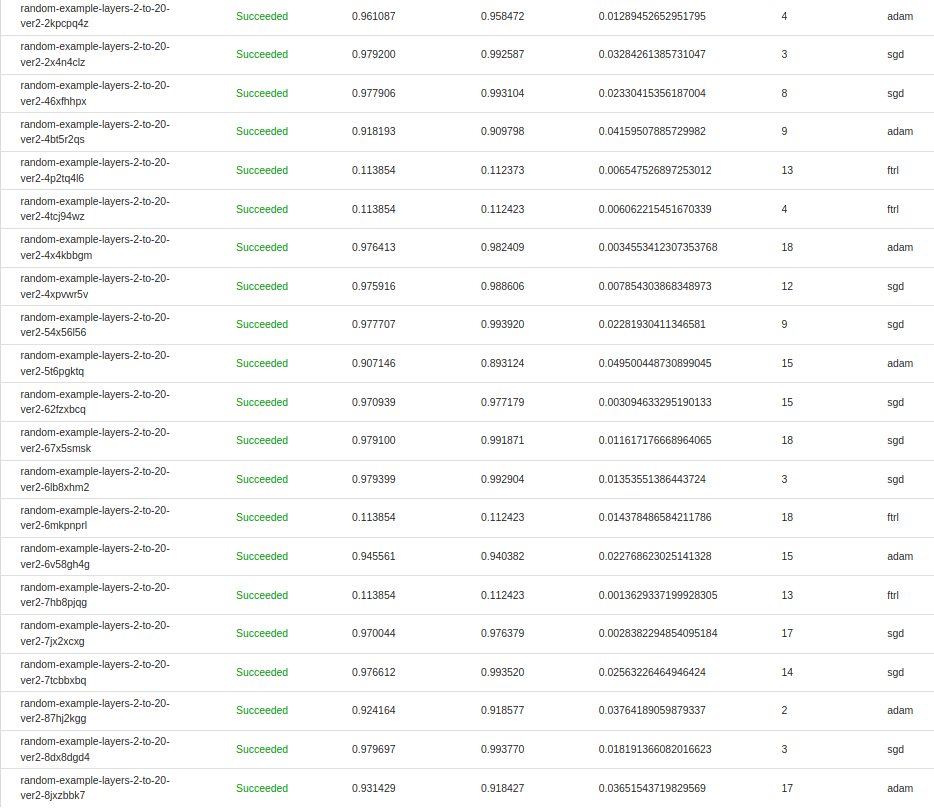 random-example-layers-2-to-20-
ver2-2kpcpq4z Succeeded 0.961087 0.958472 0.01289452652951795 4 adam
random-example-layers-2-to-20-
ver2-2x4n4clz Succeeded 0.979200 0.992587 0.03284261385731047 3 sgd
random-example-layers-2-to-20-
ver2-46xfhhpx Succeeded 0.977906 0.993104 0.02330415356187004 8 sgd
random-example-layers-2-to-20-
ver2-4bt5r2qs Succeeded 0.918193 0.909798 0.04159507885729982 9 adam
random-example-layers-2-to-20-
ver2-4p2tq4l6 Succeeded 0.113854 0.112373 0.006547526897253012 13 ftrl
random-example-layers-2-to-20-
ver2-4tcj94wz Succeeded 0.113854 0.112423 0.006062215451670339 4 ftrl
random-example-layers-2-to-20-
ver2-4x4kbbgm Succeeded 0.976413 0.982409 0.0034553412307353768 18 adam
random-example-layers-2-to-20-
ver2-4xpvwr5v Succeeded 0.975916 0.988606 0.007854303868348973 12 sgd
random-example-layers-2-to-20-
ver2-54x56l56 Succeeded 0.977707 0.993920 0.02281930411346581 9 sgd
random-example-layers-2-to-20-
ver2-5t6pgktq Succeeded 0.907146 0.893124 0.049500448730899045 15 adam
random-example-layers-2-to-20-
ver2-62fzxbcq Succeeded 0.970939 0.977179 0.003094633295190133 15 sgd
random-example-layers-2-to-20-
ver2-67x5smsk Succeeded 0.979100 0.991871 0.011617176668964065 18 sgd
random-example-layers-2-to-20-
ver2-6lb8xhm2 Succeeded 0.979399 0.992904 0.01353551386443724 3 sgd
random-example-layers-2-to-20-
ver2-6mkpnprl Succeeded 0.113854 0.112423 0.014378486584211786 18 ftrl
random-example-layers-2-to-20-
ver2-6v58gh4g Succeeded 0.945561 0.940382 0.022768623025141328 15 adam
random-example-layers-2-to-20-
ver2-7hb8pjqg Succeeded 0.113854 0.112423 0.0013629337199928305 13 ftrl
random-example-layers-2-to-20-
ver2-7jx2xcxg Succeeded 0.970044 0.976379 0.0028382294854095184 17 sgd
random-example-layers-2-to-20-
ver2-7tcbbxbq Succeeded 0.976612 0.993520 0.02563226464946424 14 sgd
random-example-layers-2-to-20-
ver2-87hj2kgg Succeeded 0.924164 0.918577 0.03764189059879337 2 adam
random-example-layers-2-to-20-
ver2-8dx8dgd4 Succeeded 0.979697 0.993770 0.018191366082016623 3 sgd
random-example-layers-2-to-20-
ver2-8jxzbbk7 Succeeded 0.931429 0.918427 0.03651543719829569 17 adam